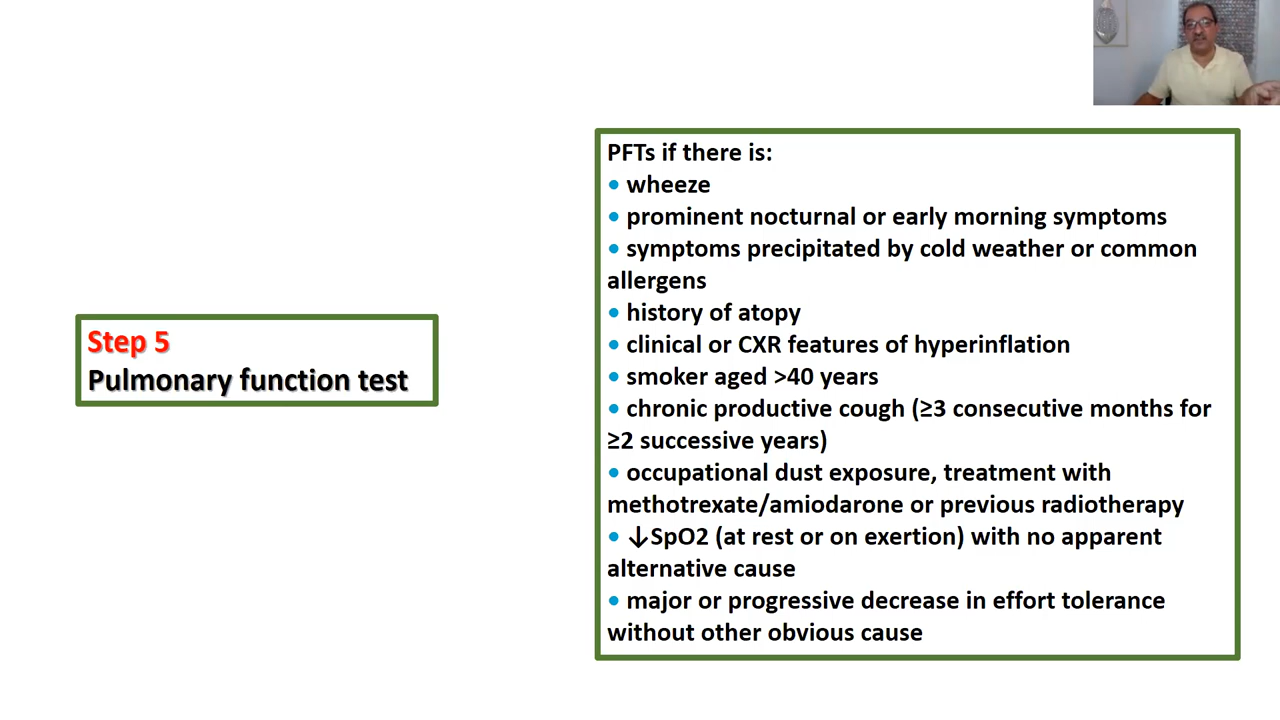 Step 5
Pulmonary function test
PFTs if there is:
• wheeze
• prominent nocturnal or early morning symptoms
• symptoms precipitated by cold weather or common
allergens
• history of atopy
• clinical or CXR features of hyperinflation
• smoker aged >40 years
• chronic productive cough (≥3 consecutive months for
≥2 successive years)
• occupational dust exposure, treatment with
methotrexate/amiodarone or previous radiotherapy
• ↓SpO2 (at rest or on exertion) with no apparent
alternative cause
• major or progressive decrease in effort tolerance
without other obvious cause